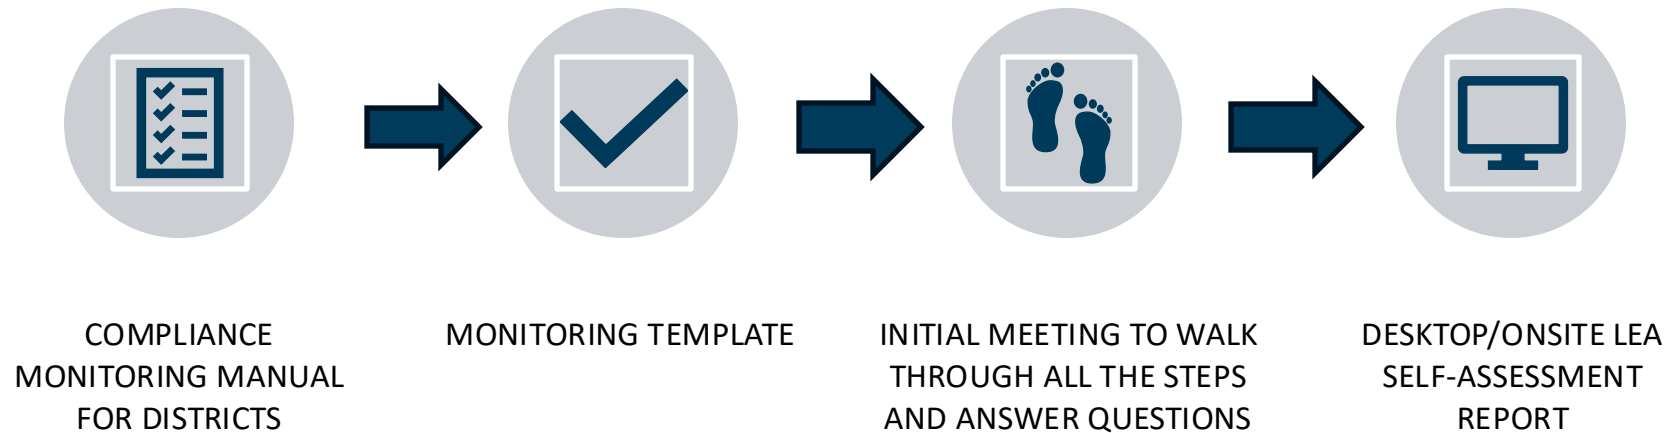 COMPLIANCE
MONITORING MANUAL
FOR DISTRICTS
MONITORING TEMPLATE
INITIAL MEETING TO WALK
THROUGH ALL THE STEPS
AND ANSWER QUESTIONS
DESKTOP/ONSITE LEA
SELF-ASSESSMENT
REPORT